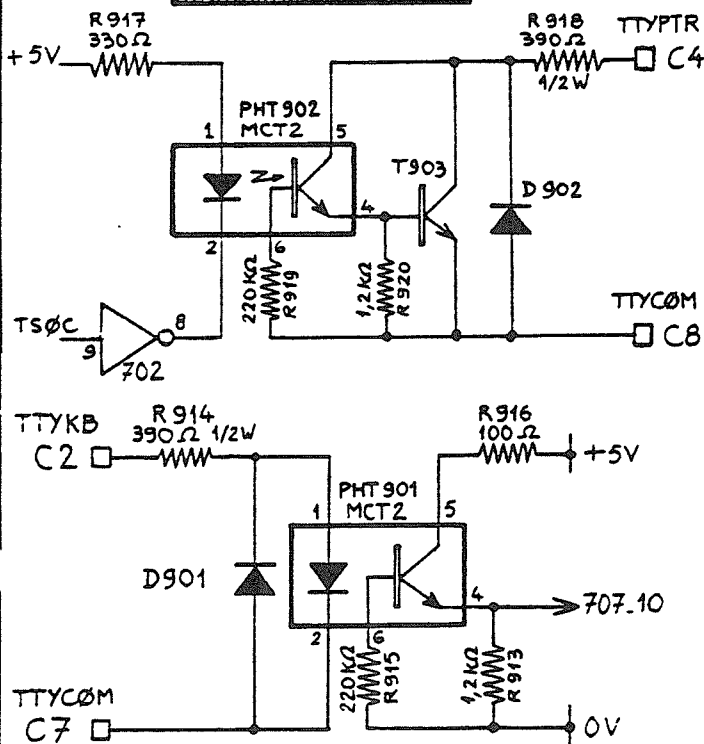 R917
330Ω
+5V
R918
390Ω
1/2W
TTYPTR
C4
PHT902
MCT2
1
5
T903
D902
4
2
6
220KΩ
R919
1,2KΩ
R920
TSØC
9
8
702
TTYCØM
C8
TTYKB
C2
R914
390Ω 1/2W
R916
100Ω
+5V
PHT901
MCT2
1
5
D901
4
707_10
2
6
220KΩ
R915
1,2KΩ
R913
TTYCØM
C7
0V